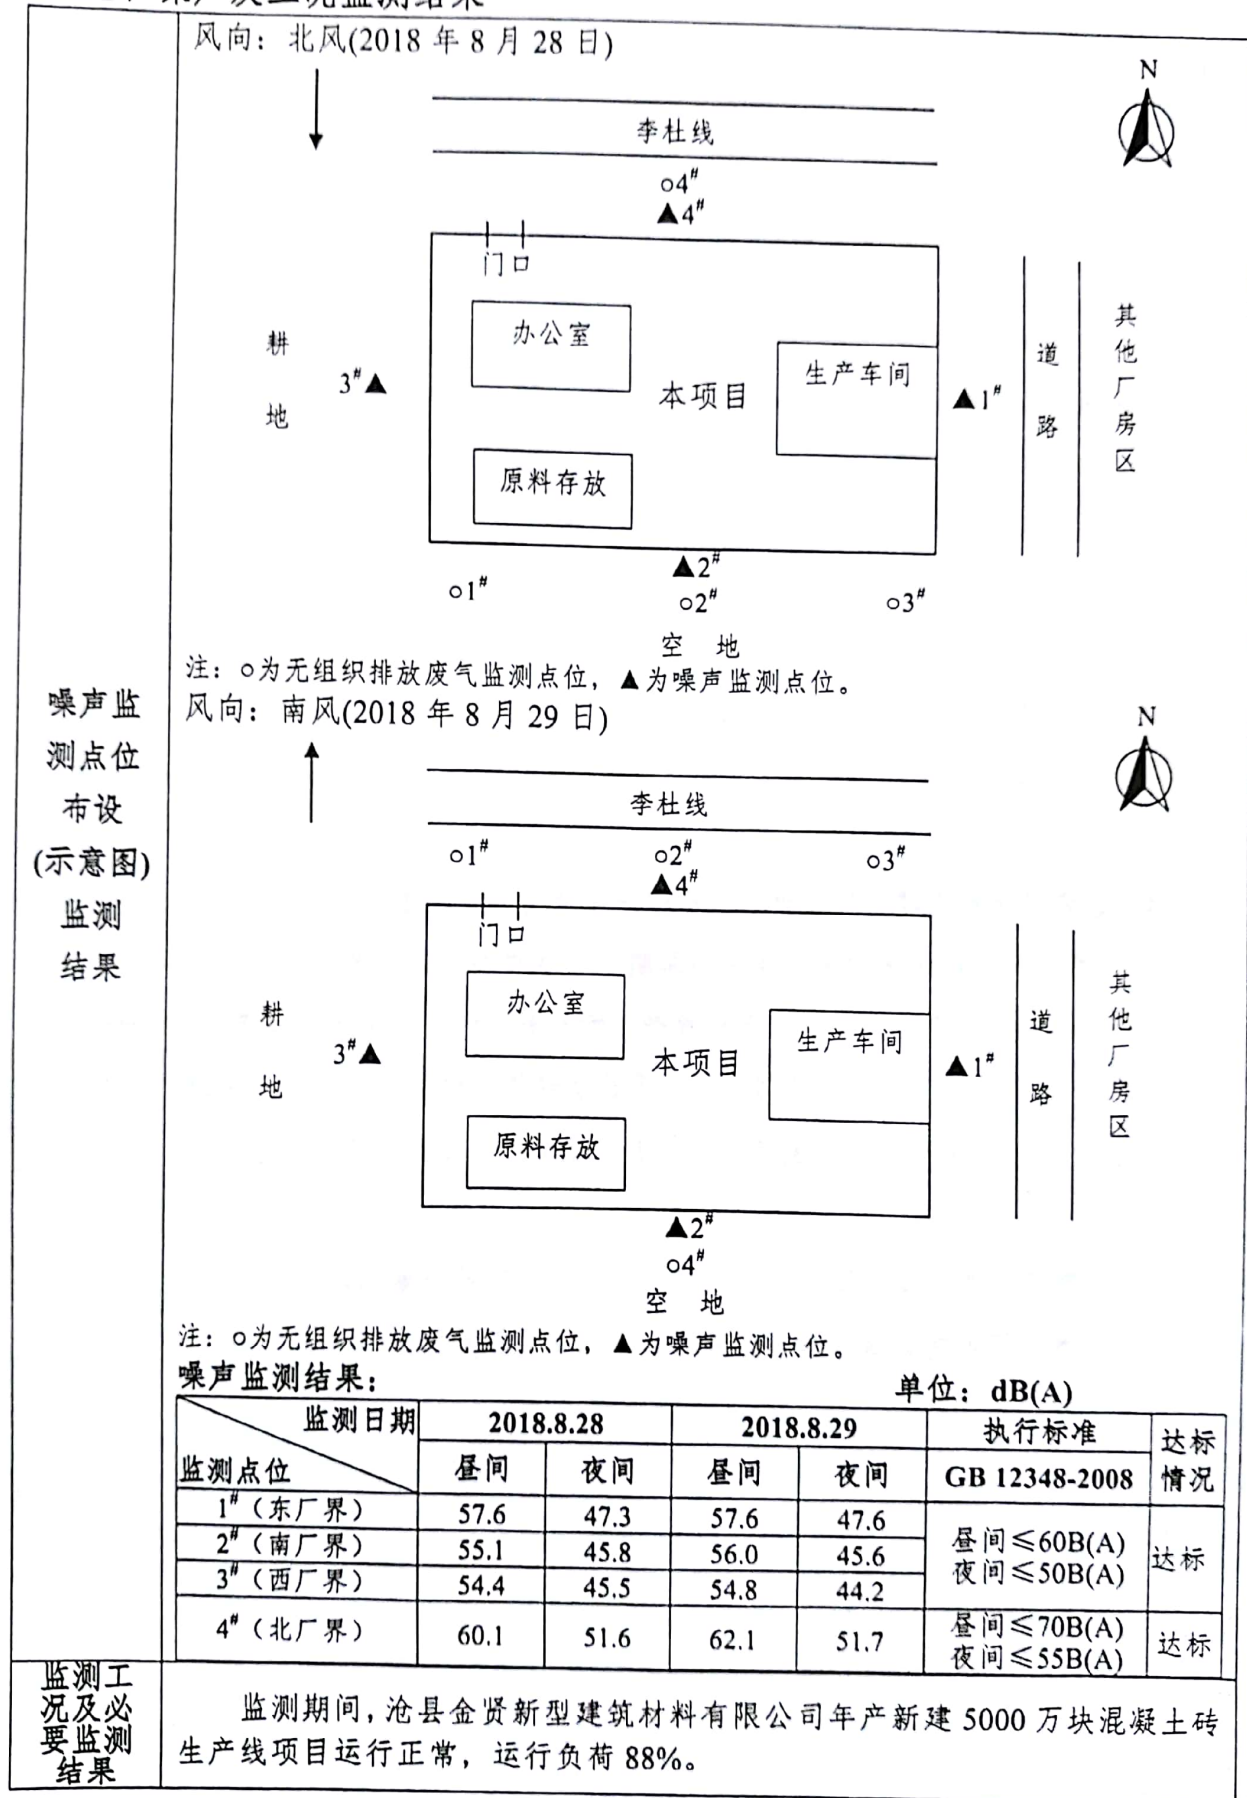 噪声及工况监测结果
风向：北风(2018 年 8 月 28 日)
N
李杜线
○4#
▲4#
门口
办公室
耕地
3#▲
本项目
生产车间
▲1#
道路
其他厂房区
原料存放
▲2#
○1#
○2#
○3#
空 地
注：○为无组织排放废气监测点位，▲为噪声监测点位。
噪声监
测点位
布设
(示意图)
监测
结果
风向：南风(2018 年 8 月 29 日)
N
李杜线
○1#
○2#
○3#
▲4#
门口
办公室
耕地
3#▲
本项目
生产车间
▲1#
道路
其他厂房区
原料存放
▲2#
○4#
空 地
注：○为无组织排放废气监测点位，▲为噪声监测点位。
噪声监测结果： 单位：dB(A)
监测日期 2018.8.28 2018.8.29 执行标准 达标
监测点位 昼间 夜间 昼间 夜间 GB 12348-2008 情况
1#（东厂界） 57.6 47.3 57.6 47.6
2#（南厂界） 55.1 45.8 56.0 45.6
3#（西厂界） 54.4 45.5 54.8 44.2
昼间≤60B(A)
夜间≤50B(A)
达标
4#（北厂界） 60.1 51.6 62.1 51.7
昼间≤70B(A)
夜间≤55B(A)
达标
监测工
况及必
要监测
结果
监测期间，沧县金贤新型建筑材料有限公司年产新建 5000 万块混凝土砖
生产线项目运行正常，运行负荷 88%。